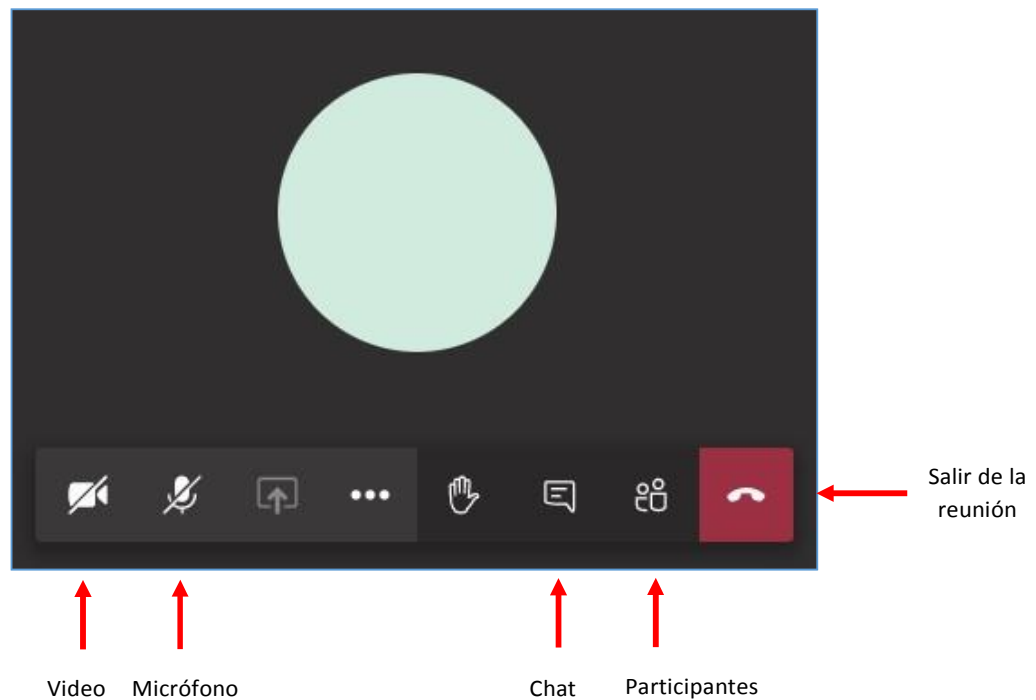 Salir de la
reunión
Video
Micrófono
Chat
Participantes